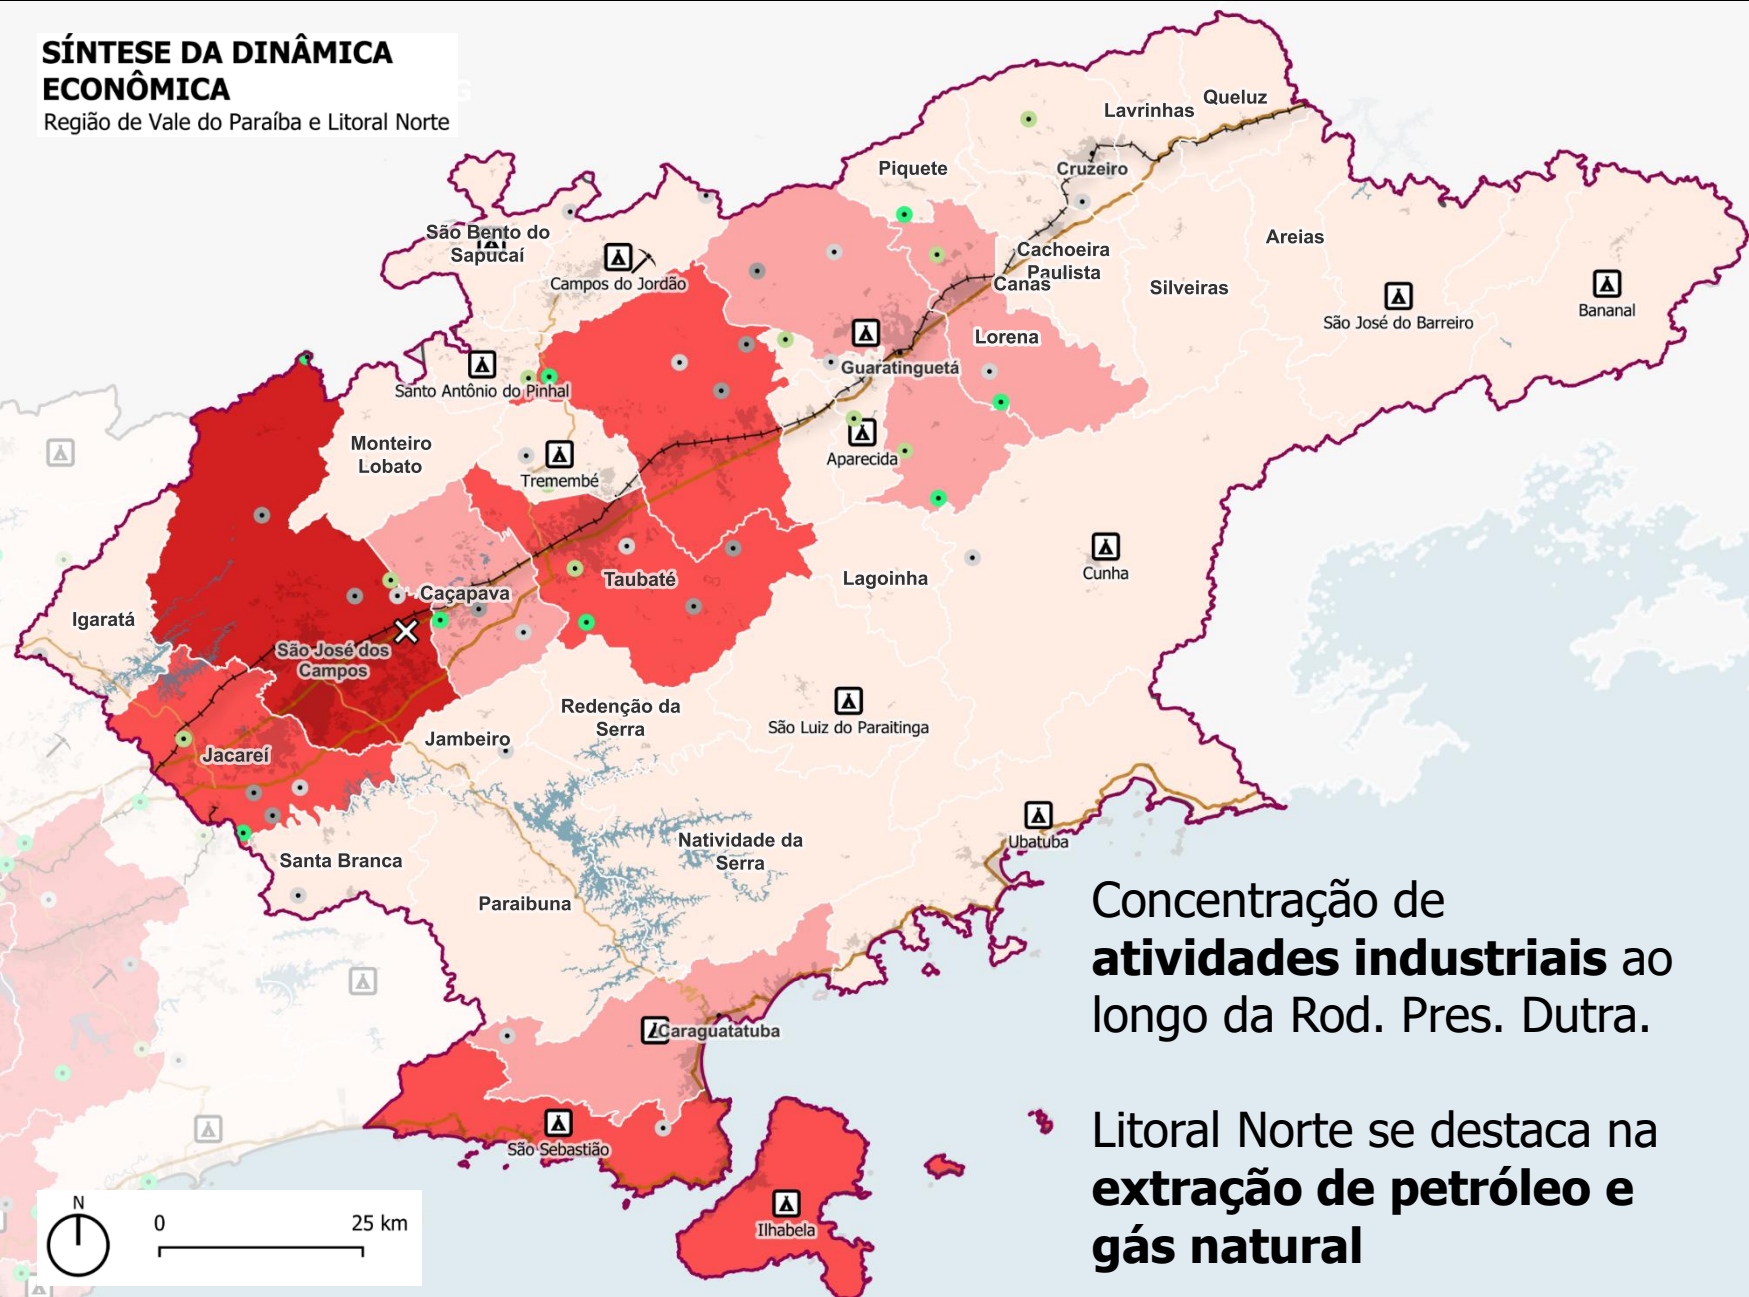 SÍNTESE DA DINÂMICA
ECONÔMICA
Região de Vale do Paraíba e Litoral Norte
Queluz
Lavrinhas
Piquete
Cruzeiro
São Bento do
Sapucaí
Campos do Jordão
Cachoeira
Paulista
Canas
Areias
Silveiras
São José do Barreiro
Bananal
Lorena
Guaratinguetá
Santo Antônio do Pinhal
Monteiro
Lobato
Tremembé
Aparecida
Cunha
Lagoinha
Taubaté
Caçapava
Igaratá
São José dos
Campos
Jacareí
Jambeiro
Redenção da
Serra
São Luiz do Paraitinga
Ubatuba
Natividade da
Serra
Santa Branca
Paraibuna
Caraguatatuba
São Sebastião
Ilhabela
Concentração de
atividades industriais ao
longo da Rod. Pres. Dutra.
Litoral Norte se destaca na
extração de petróleo e
gás natural
N
0 25 km